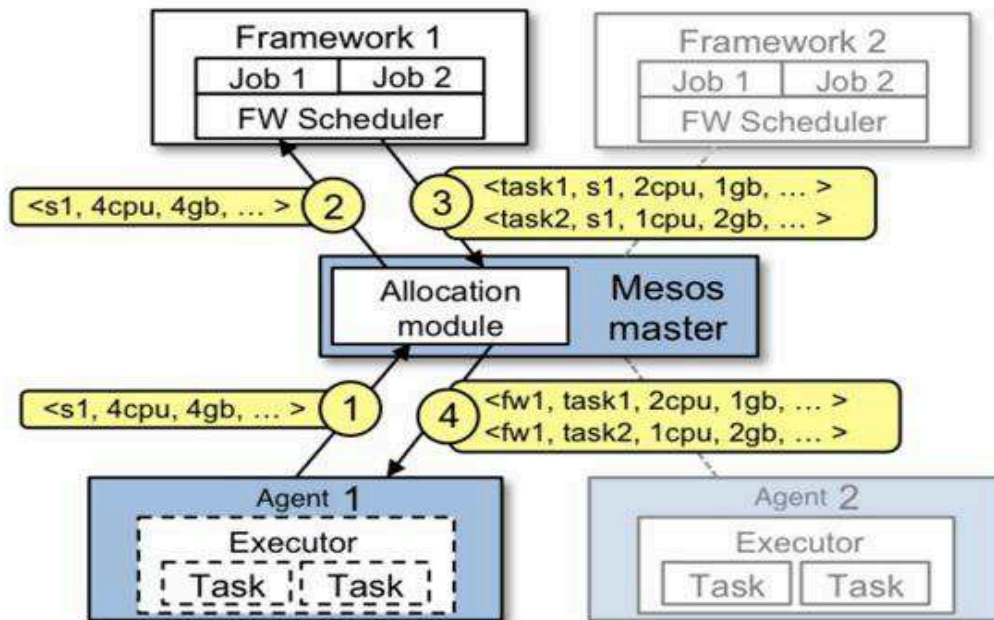 Framework 1
Job 1 Job 2
FW Scheduler
Framework 2
Job 1 Job 2
FW Scheduler
<s1, 4cpu, 4gb, … >
2
3
<task1, s1, 2cpu, 1gb, … >
<task2, s1, 1cpu, 2gb, … >
Allocation
module
Mesos
master
<s1, 4cpu, 4gb, … >
1
4
<fw1, task1, 2cpu, 1gb, … >
<fw1, task2, 1cpu, 2gb, … >
Agent 1
Executor
Task Task
Agent 2
Executor
Task Task